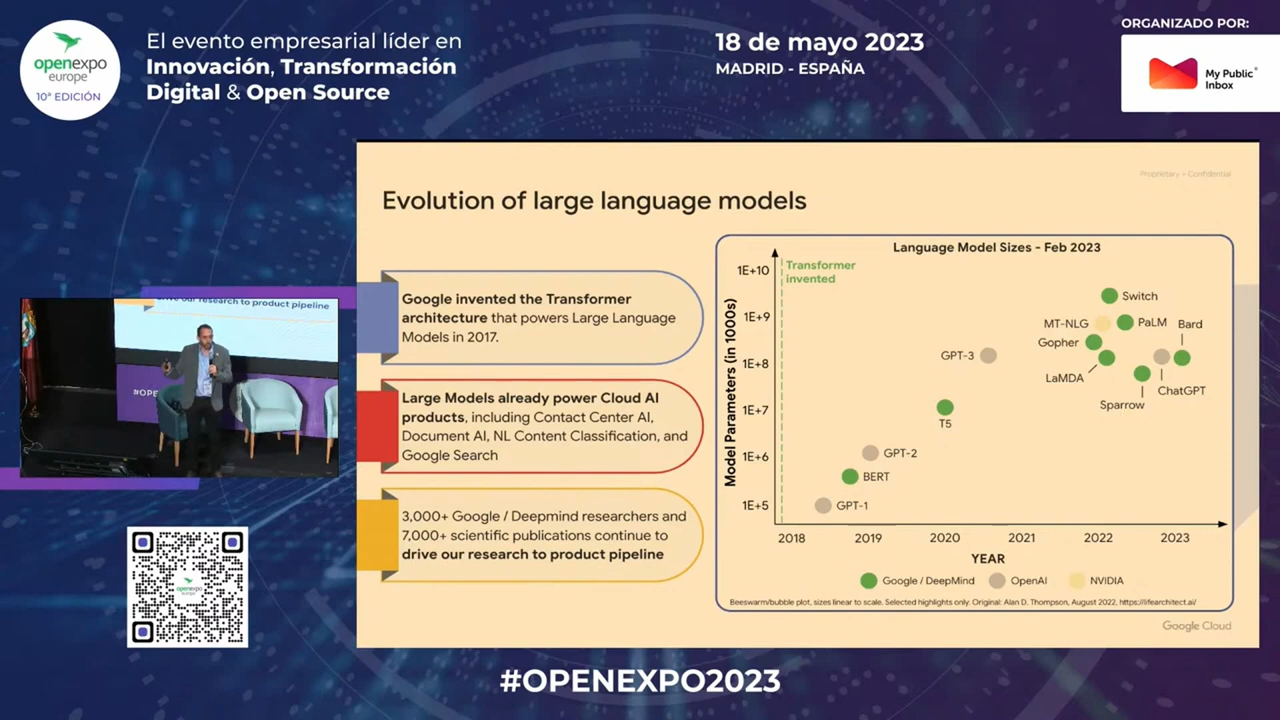 openexpo
europe
10ª EDICIÓN
El evento empresarial líder en
Innovación, Transformación
Digital & Open Source
18 de mayo 2023
MADRID - ESPAÑA
ORGANIZADO POR:
My Public
Inbox
Proprietary + Confidential
Evolution of large language models
Google invented the Transformer
architecture that powers Large Language
Models in 2017.
Large Models already power Cloud AI
products, including Contact Center AI,
Document AI, NL Content Classification, and
Google Search
3,000+ Google / Deepmind researchers and
7,000+ scientific publications continue to
drive our research to product pipeline
Language Model Sizes - Feb 2023
Model Parameters (in 1000s)
1E+10
1E+9
1E+8
1E+7
1E+6
1E+5
Transformer
invented
Switch
MT-NLG
PaLM
Bard
Gopher
GPT-3
LaMDA
ChatGPT
Sparrow
T5
GPT-2
BERT
GPT-1
2018 2019 2020 2021 2022 2023
YEAR
Google / DeepMind
OpenAI
NVIDIA
Beeswarm/bubble plot, sizes linear to scale. Selected highlights only. Original: Alan D. Thompson, August 2022, https://lifearchitect.ai/
Google Cloud
drive our research to product pipeline
#OP
openexpo
europe
#OPENEXPO2023